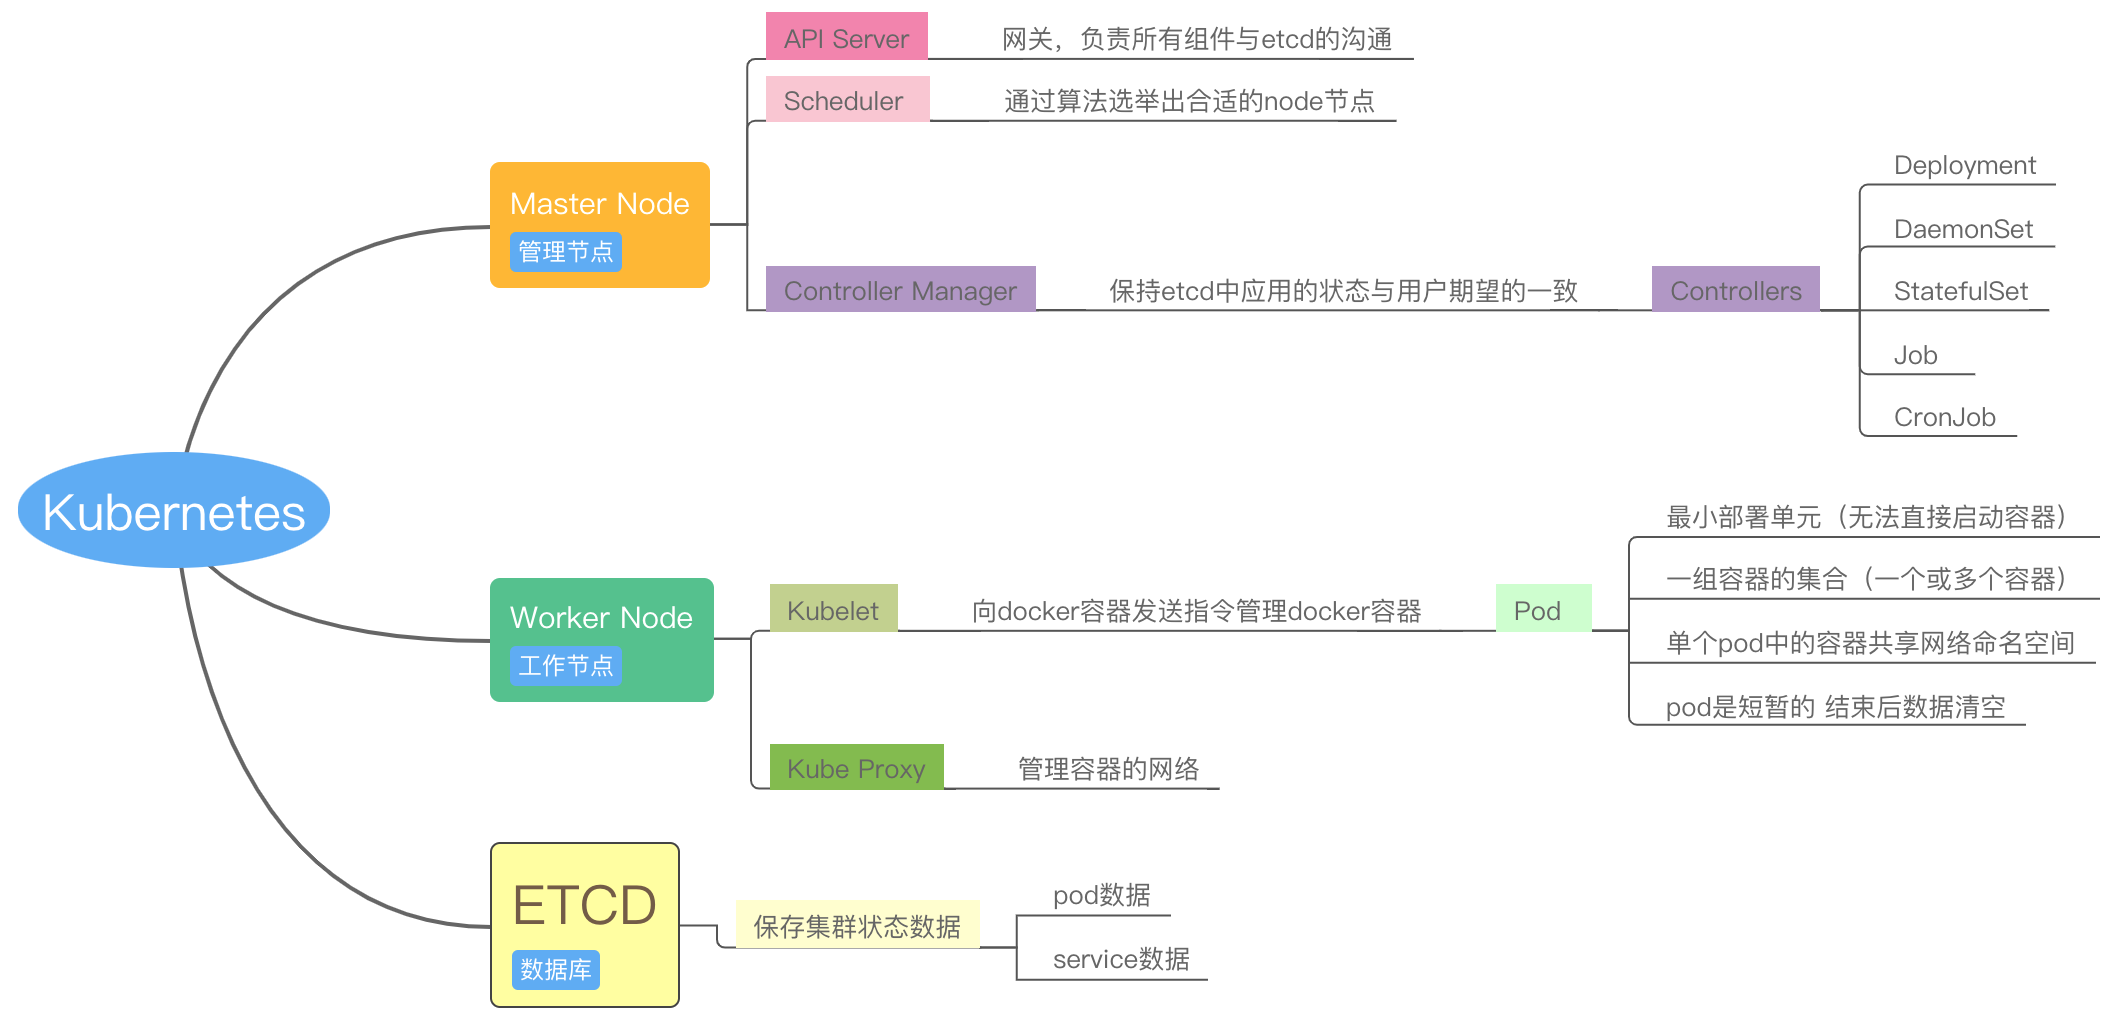 Kubernetes
Master Node
管理节点
API Server
网关，负责所有组件与etcd的沟通
Scheduler
通过算法选举出合适的node节点
Controller Manager
保持etcd中应用的状态与用户期望的一致
Controllers
Deployment
DaemonSet
StatefulSet
Job
CronJob
Worker Node
工作节点
Kubelet
向docker容器发送指令管理docker容器
Pod
最小部署单元（无法直接启动容器）
一组容器的集合（一个或多个容器）
单个pod中的容器共享网络命名空间
pod是短暂的 结束后数据清空
Kube Proxy
管理容器的网络
ETCD
数据库
保存集群状态数据
pod数据
service数据